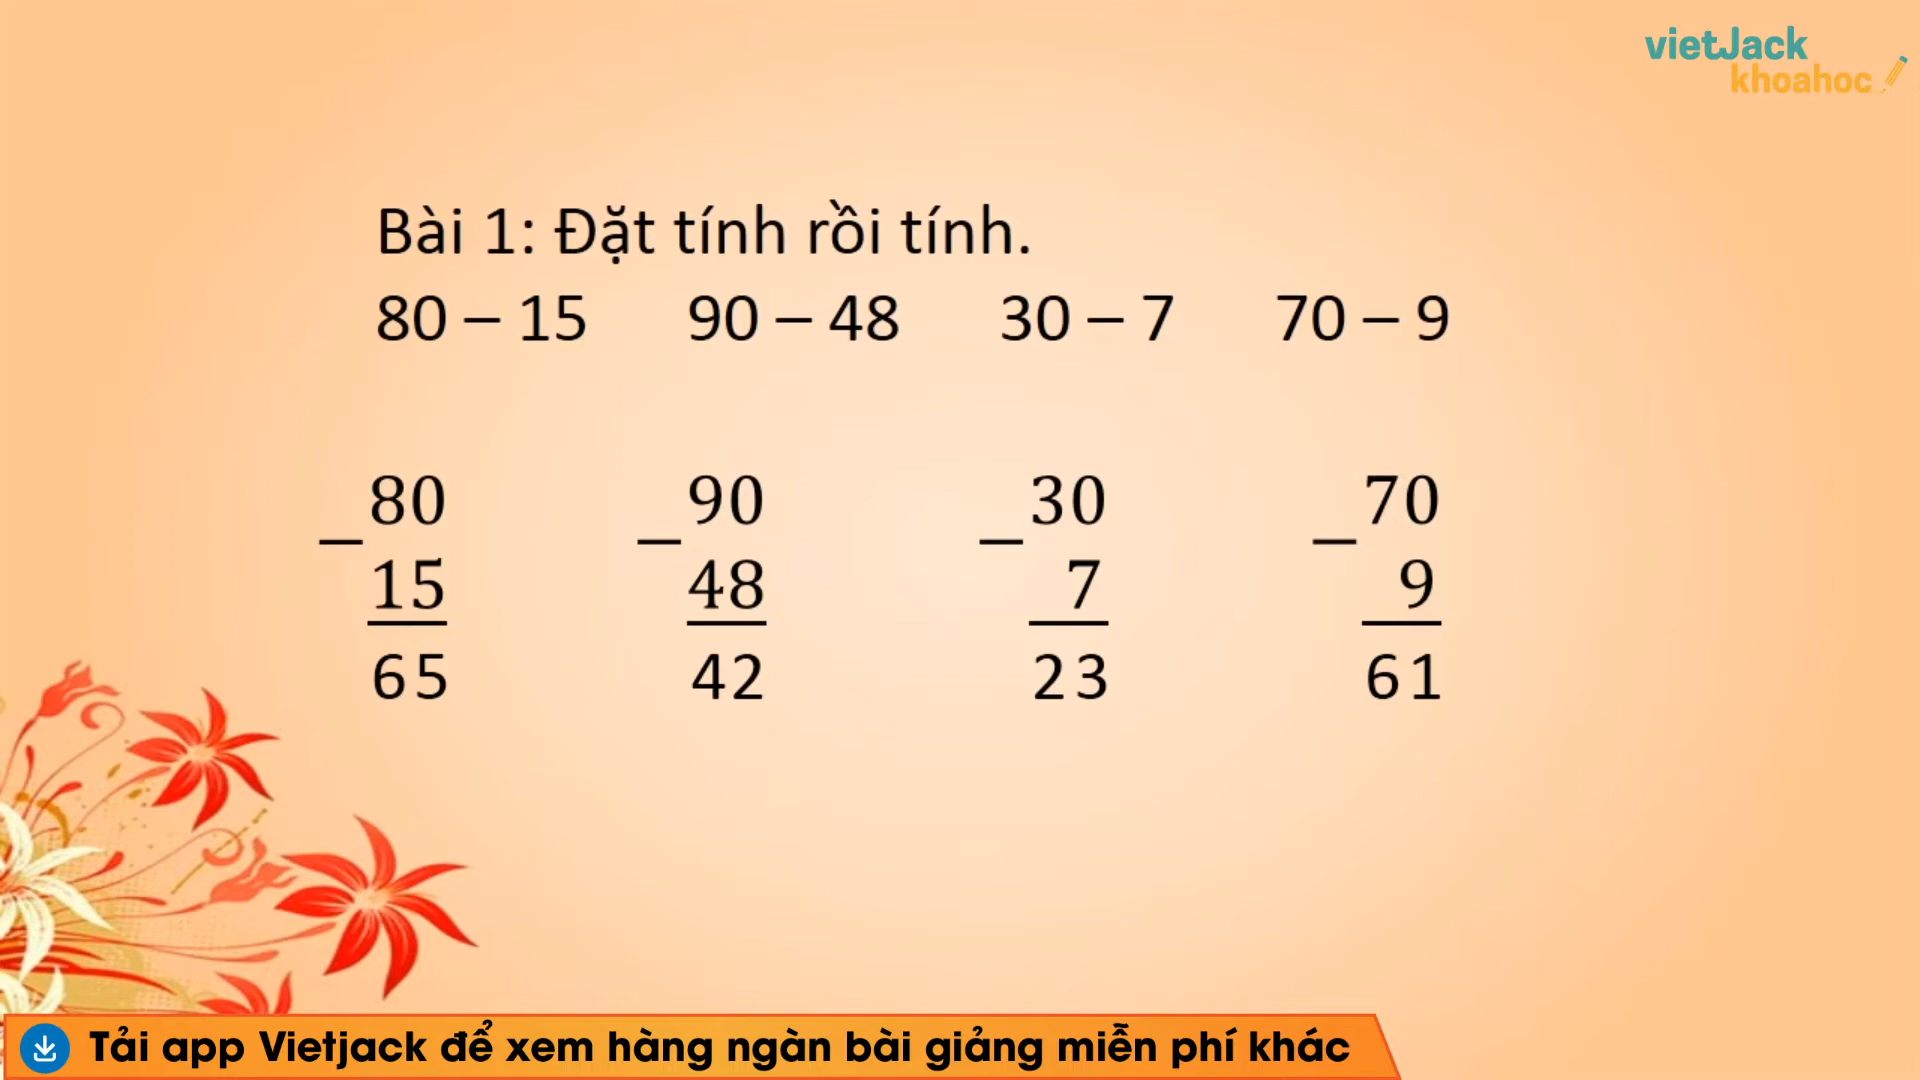 vietJack
khoahoc
Bài 1: Đặt tính rồi tính.
80 – 15 90 – 48 30 – 7 70 – 9
80 90 30 70
– – – –
15 48 7 9
65 42 23 61
Tải app Vietjack để xem hàng ngàn bài giảng miễn phí khác